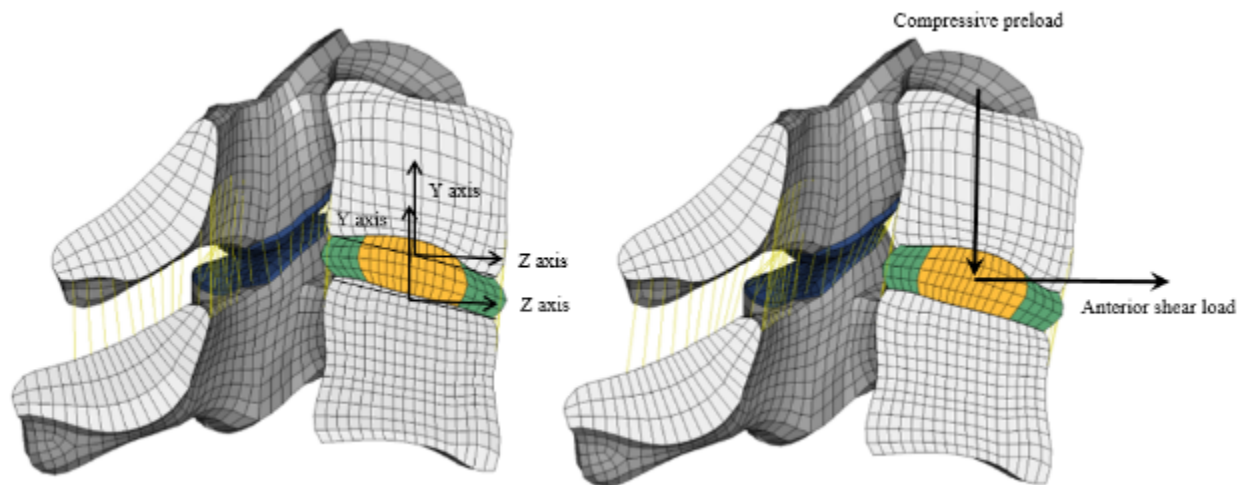 Compressive preload
Y axis
Y axis
Z axis
Z axis
Anterior shear load